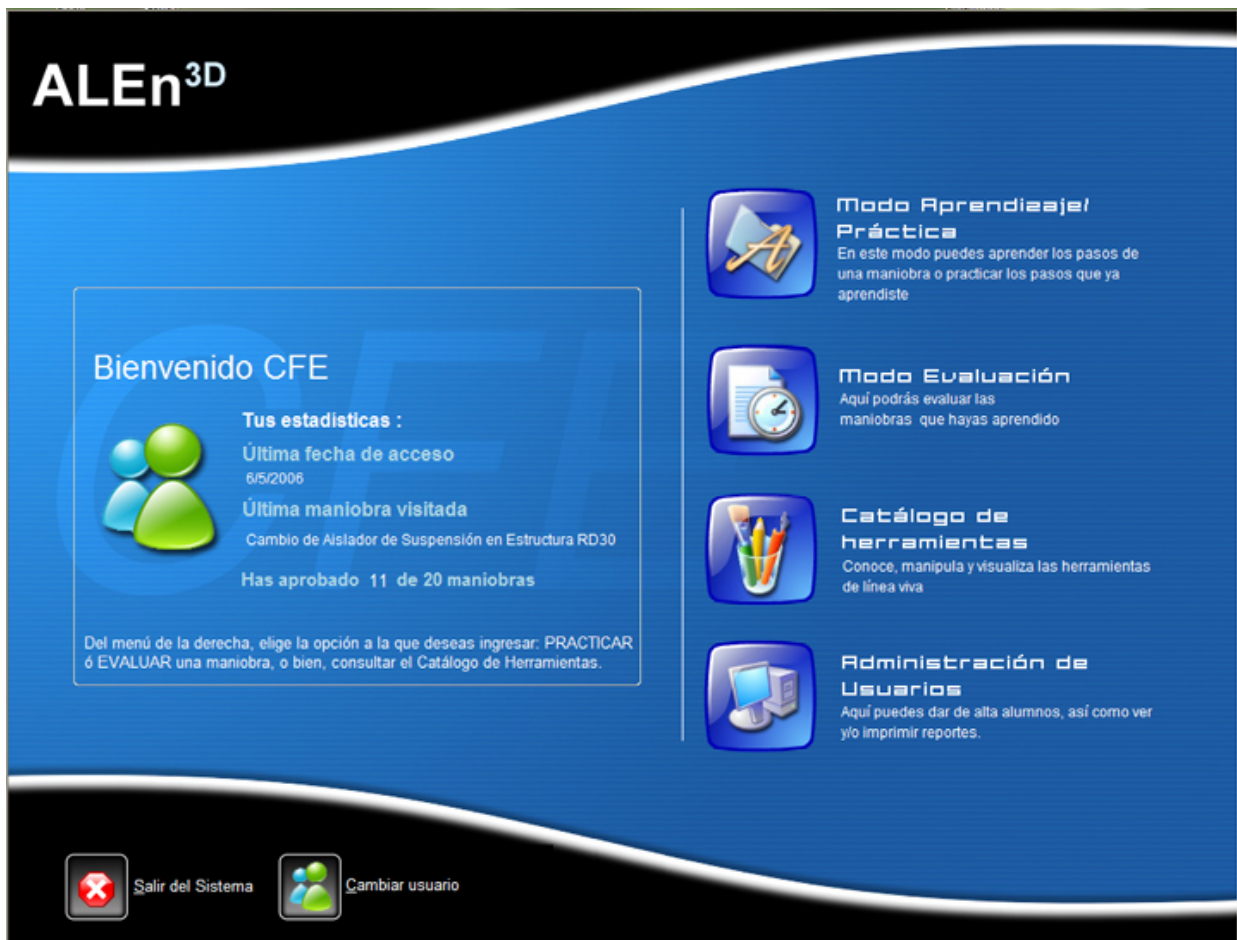 ALEn3D
Bienvenido CFE
Tus estadisticas :
Última fecha de acceso
6/5/2006
Última maniobra visitada
Cambio de Aislador de Suspensión en Estructura RD30
Has aprobado 11 de 20 maniobras
Del menú de la derecha, elige la opción a la que deseas ingresar: PRACTICAR
ó EVALUAR una maniobra, o bien, consultar el Catálogo de Herramientas.
Modo Aprendizaje/
Práctica
En este modo puedes aprender los pasos de
una maniobra o practicar los pasos que ya
aprendiste
Modo Evaluación
Aquí podrás evaluar las
maniobras que hayas aprendido
Catálogo de
herramientas
Conoce, manipula y visualiza las herramientas
de línea viva
Administración de
Usuarios
Aquí puedes dar de alta alumnos, así como ver
y/o imprimir reportes.
Salir del Sistema
Cambiar usuario